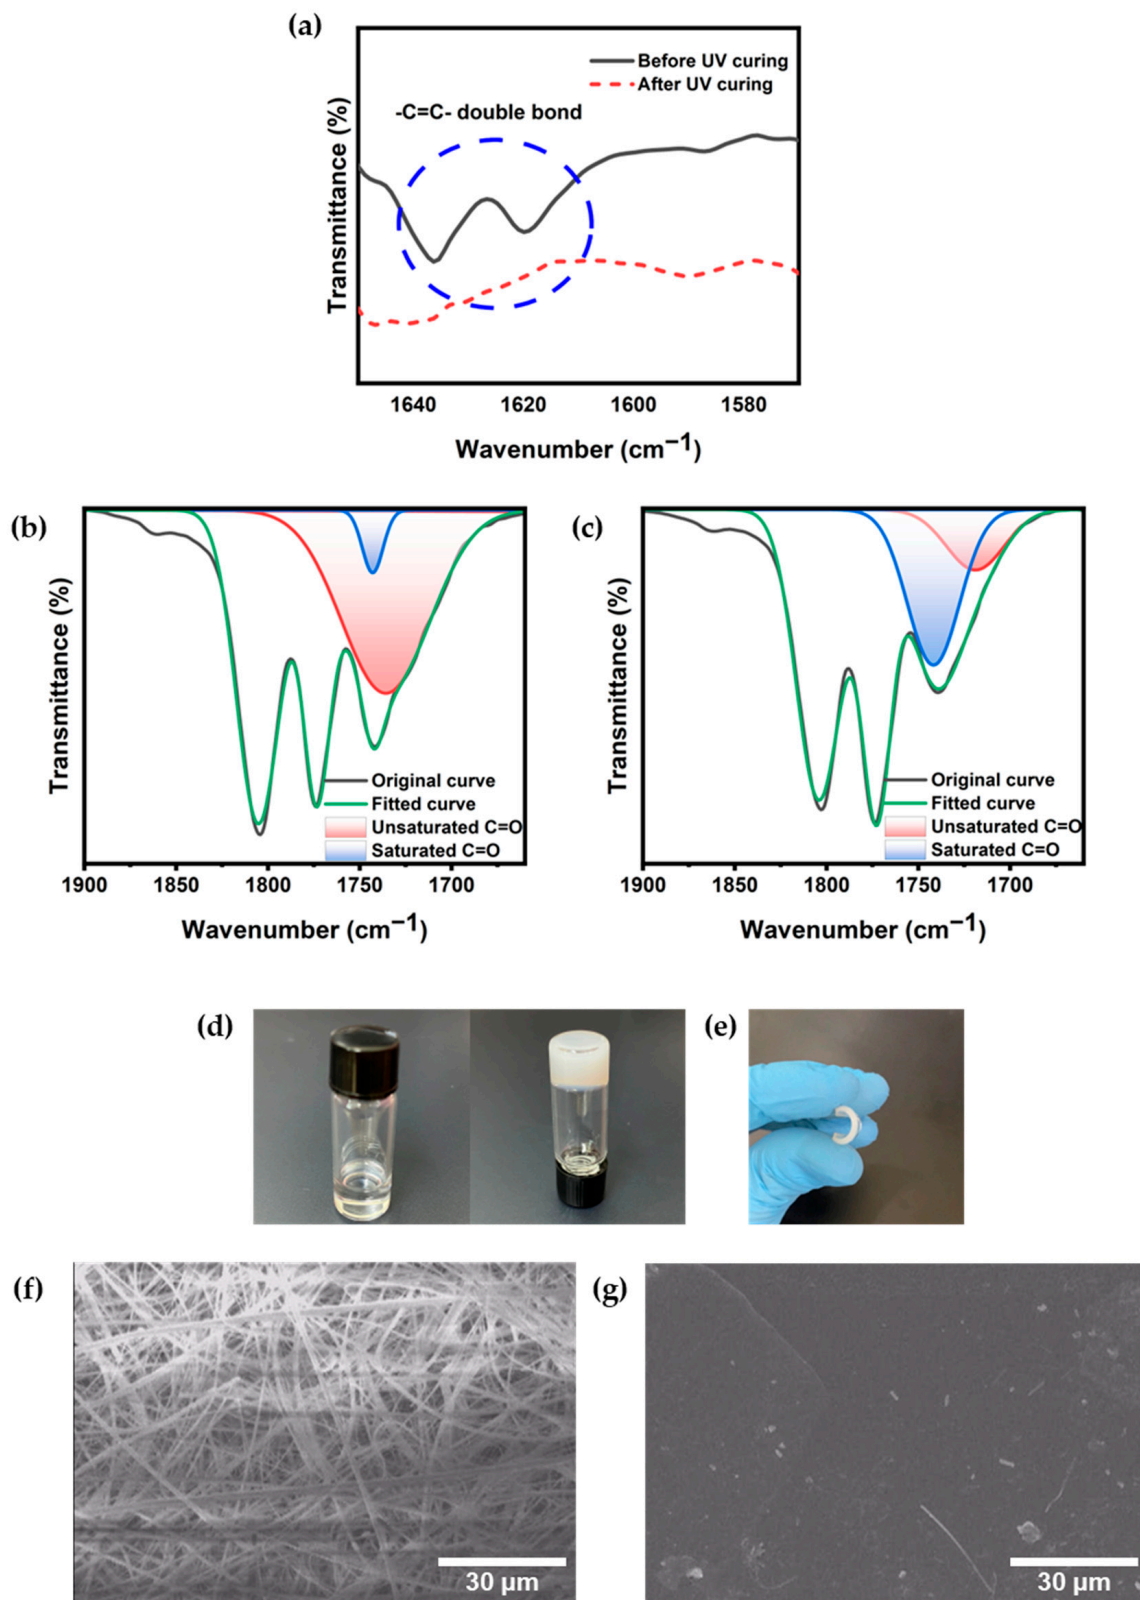 (a)
Before UV curing
After UV curing
-C=C- double bond
Transmittance (%)
1640 1620 1600 1580
Wavenumber (cm⁻¹)
(b)
Transmittance (%)
Original curve
Fitted curve
Unsaturated C=O
Saturated C=O
1900 1850 1800 1750 1700
Wavenumber (cm⁻¹)
(c)
Transmittance (%)
Original curve
Fitted curve
Unsaturated C=O
Saturated C=O
1900 1850 1800 1750 1700
Wavenumber (cm⁻¹)
(d)
(e)
(f)
30 µm
(g)
30 µm